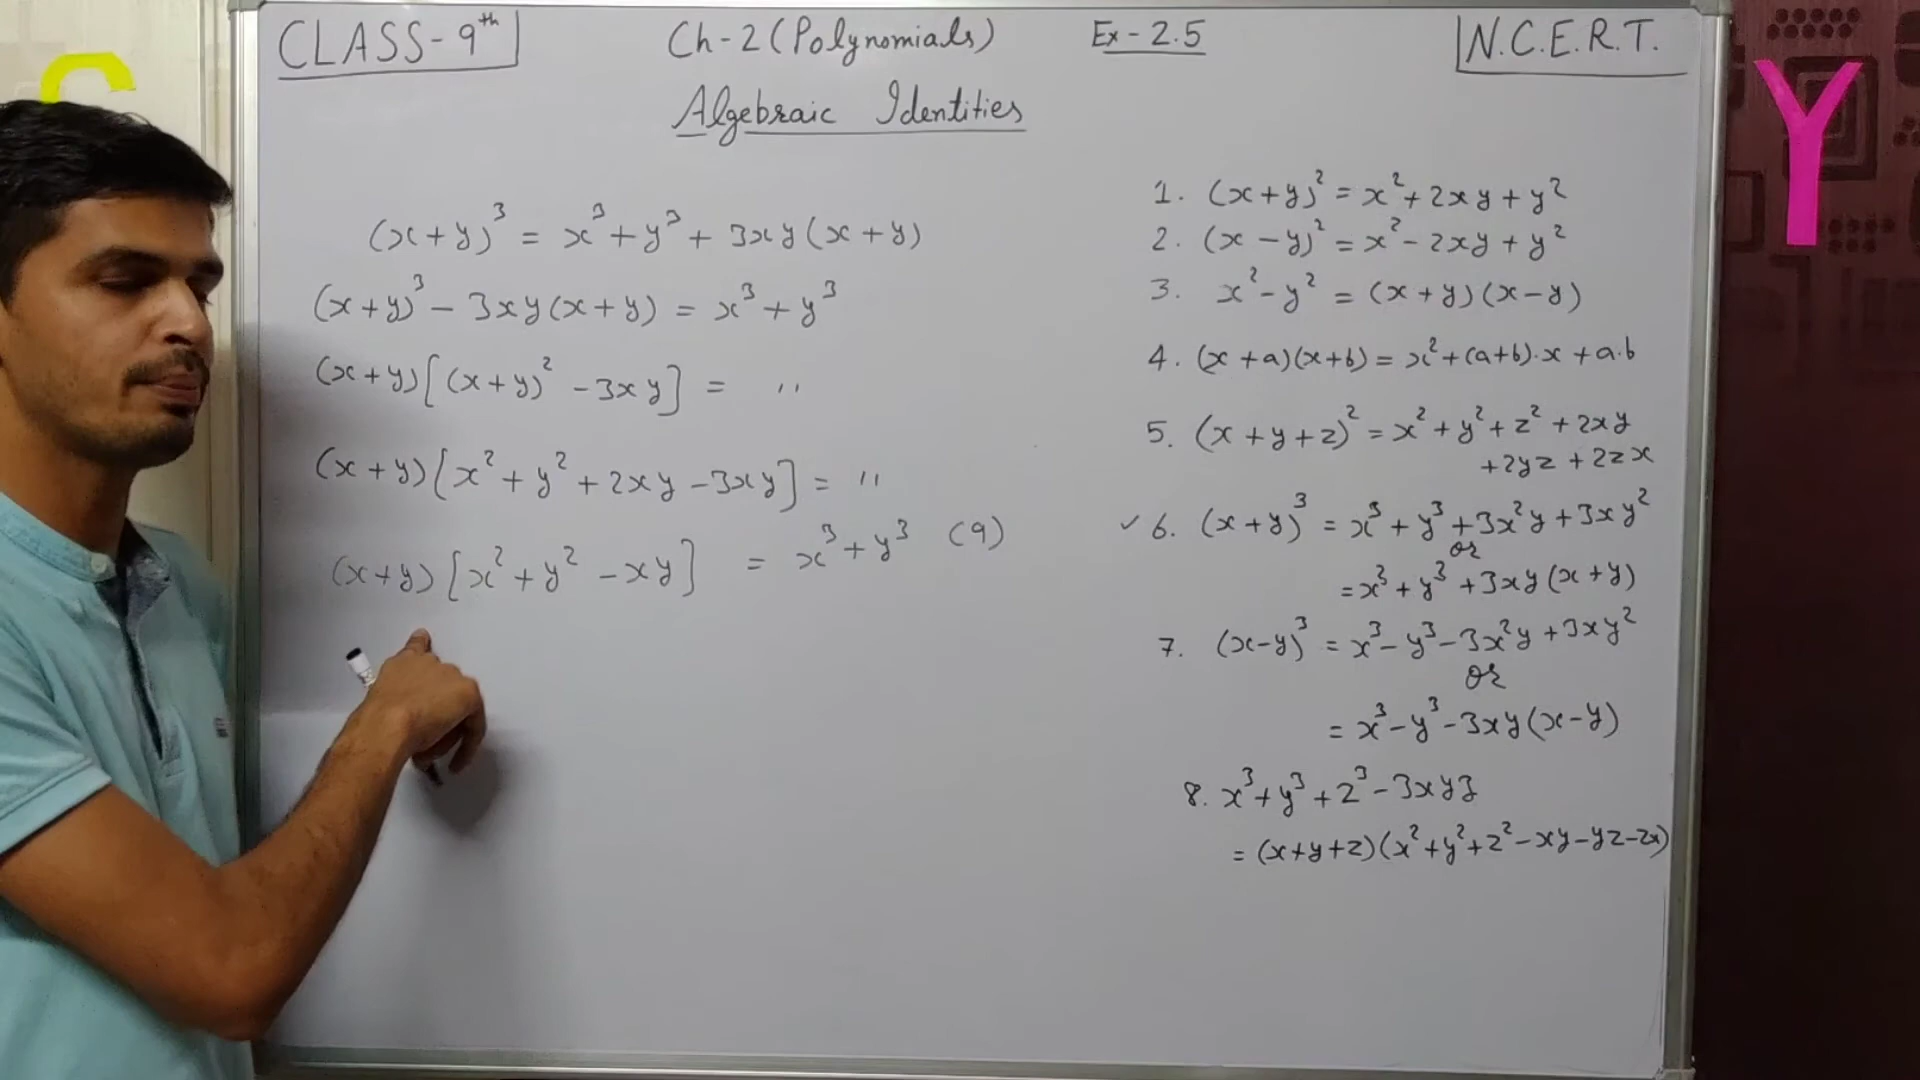 CLASS-9th
Ch-2 (Polynomials)
Ex-2.5
N.C.E.R.T.
Algebraic Identities
(x+y)³ = x³+y³+3xy(x+y)
(x+y)³-3xy(x+y) = x³+y³
(x+y)[(x+y)²-3xy] = ,,
(x+y)[x²+y²+2xy-3xy] = ,,
(x+y)[x²+y²-xy] = x³+y³ (9)
1. (x+y)² = x²+2xy+y²
2. (x-y)² = x²-2xy+y²
3. x²-y² = (x+y)(x-y)
4. (x+a)(x+b) = x²+(a+b).x+a.b
5. (x+y+z)² = x²+y²+z²+2xy
+2yz+2zx
✓6. (x+y)³ = x³+y³+3x²y+3xy²
or
=x³+y³+3xy(x+y)
7. (x-y)³ = x³-y³-3x²y+3xy²
or
= x³-y³-3xy(x-y)
8. x³+y³+z³-3xyz
= (x+y+z)(x²+y²+z²-xy-yz-zx)
Y